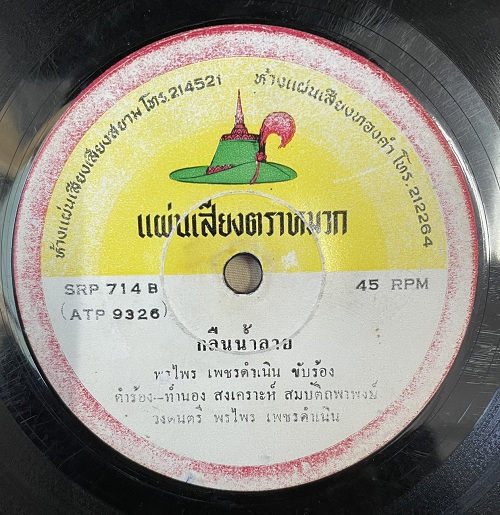 ห้างแผ่นเสียงเสียงสยาม โทร.214521
ห้างแผ่นเสียงทองคำ โทร. 212264
แผ่นเสียงตราหมวก
SRP 714 B
45 RPM
(ATP 9326)
กลืนน้ำลาย
พรไพร เพชรดำเนิน ขับร้อง
คำร้อง-ทำนอง สงเคราะห์ สมบัติถพาพงษ์
วงดนตรี พรไพร เพชรดำเนิน